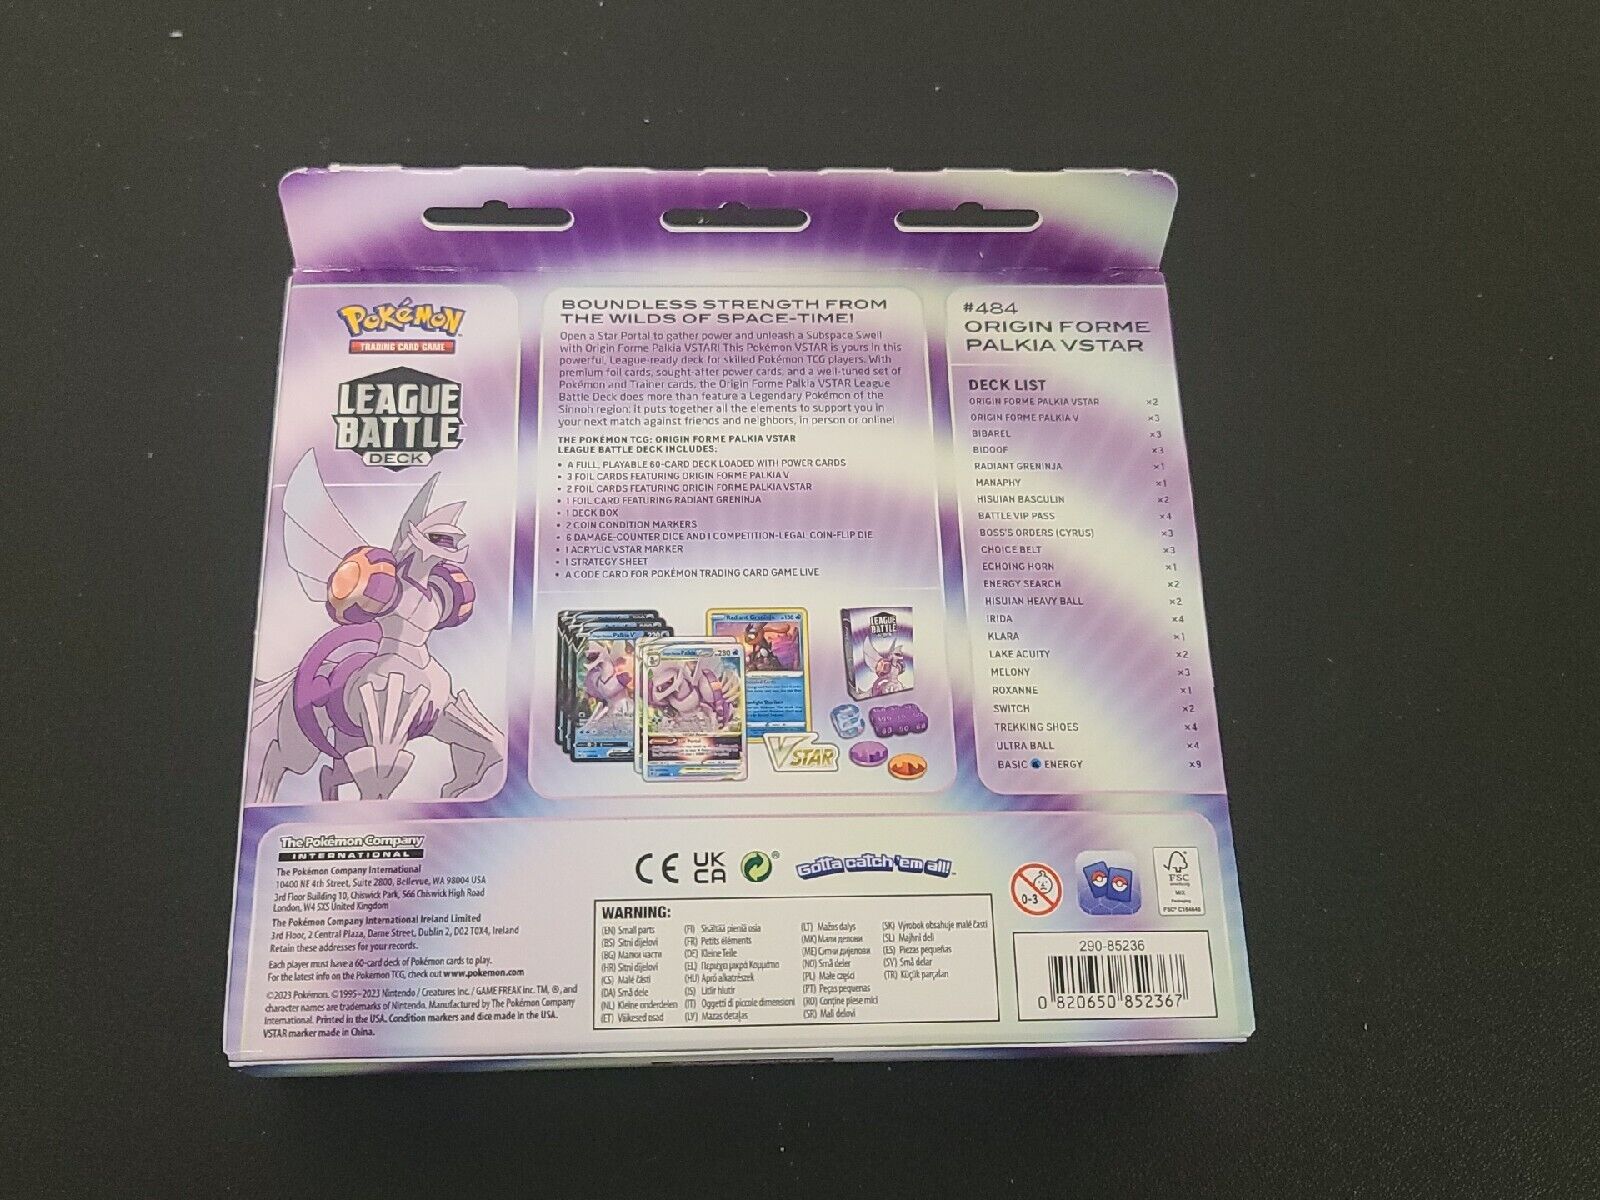 POKéMON
TRADING CARD GAME
LEAGUE
BATTLE
DECK
BOUNDLESS STRENGTH FROM
THE WILDS OF SPACE-TIME!
Open a Star Portal to gather power and unleash a Subspace Swell
with Origin Forme Palkia VSTAR! This Pokémon VSTAR is yours in this
powerful, League-ready deck for skilled Pokémon TCG players. With
premium foil cards, sought-after power cards, and a well-tuned set of
Pokémon and Trainer cards, the Origin Forme Palkia VSTAR League
Battle Deck does more than feature a Legendary Pokémon of the
Sinnoh region: it puts together all the elements to support you in
your next match against friends and neighbors, in person or online!
THE POKÉMON TCG: ORIGIN FORME PALKIA VSTAR
LEAGUE BATTLE DECK INCLUDES:
• A FULL, PLAYABLE 60-CARD DECK LOADED WITH POWER CARDS
• 3 FOIL CARDS FEATURING ORIGIN FORME PALKIA V
• 2 FOIL CARDS FEATURING ORIGIN FORME PALKIA VSTAR
• 1 FOIL CARD FEATURING RADIANT GRENINJA
• 1 DECK BOX
• 2 COIN CONDITION MARKERS
• 6 DAMAGE-COUNTER DICE AND 1 COMPETITION-LEGAL COIN-FLIP DIE
• 1 ACRYLIC VSTAR MARKER
• 1 STRATEGY SHEET
• A CODE CARD FOR POKÉMON TRADING CARD GAME LIVE
Palkia V 220
Palkia 230
Radiant Greninja 130
LEAGUE
BATTLE
VSTAR
#484
ORIGIN FORME
PALKIA VSTAR
DECK LIST
ORIGIN FORME PALKIA VSTAR ×2
ORIGIN FORME PALKIA V ×3
BIBAREL ×3
BIDOOF ×3
RADIANT GRENINJA ×1
MANAPHY ×1
HISUIAN BASCULIN ×2
BATTLE VIP PASS ×4
BOSS'S ORDERS (CYRUS) ×3
CHOICE BELT ×3
ECHOING HORN ×1
ENERGY SEARCH ×2
HISUIAN HEAVY BALL ×2
IRIDA ×4
KLARA ×1
LAKE ACUITY ×2
MELONY ×3
ROXANNE ×1
SWITCH ×2
TREKKING SHOES ×4
ULTRA BALL ×4
BASIC ENERGY ×9
The Pokémon Company
INTERNATIONAL
The Pokémon Company International
10400 NE 4th Street, Suite 2800, Bellevue, WA 98004 USA
3rd Floor Building 10, Chiswick Park, 566 Chiswick High Road
London, W4 5XS United Kingdom
The Pokémon Company International Ireland Limited
3rd Floor, 2 Central Plaza, Dame Street, Dublin 2, D02 T0X4, Ireland
Retain these addresses for your records.
Each player must have a 60-card deck of Pokémon cards to play.
For the latest info on the Pokémon TCG, check out www.pokemon.com
©2023 Pokémon. ©1995–2023 Nintendo / Creatures Inc. / GAME FREAK inc. TM, ®, and
character names are trademarks of Nintendo. Manufactured by The Pokémon Company
International. Printed in the USA. Condition markers and dice made in the USA.
VSTAR marker made in China.
CE
UK
CA
®
Gotta catch 'em all!™
WARNING:
(EN) Small parts
(BS) Sitni dijelovi
(BG) Малки части
(HR) Sitni dijelovi
(CS) Malé části
(DA) Små dele
(NL) Kleine onderdelen
(ET) Väikesed osad
(FI) Sisältää pieniä osia
(FR) Petits éléments
(DE) Kleine Teile
(EL) Περιέχει μικρά Κομμάτια
(HU) Apró alkatrészek
(IS) Litlir hlutir
(IT) Oggetti di piccole dimensioni
(LV) Mazas detaļas
(LT) Mažos dalys
(MK) Мали делови
(ME) Ситни дијелови
(NO) Små deler
(PL) Małe części
(PT) Peças pequenas
(RO) Conține piese mici
(SR) Mali delovi
(SK) Výrobok obsahuje malé časti
(SL) Majhni deli
(ES) Piezas pequeñas
(SV) Små delar
(TR) Küçük parçaları
0-3
FSC
www.fsc.org
MIX
Packaging
FSC® C104640
290-85236
0 820650 852367